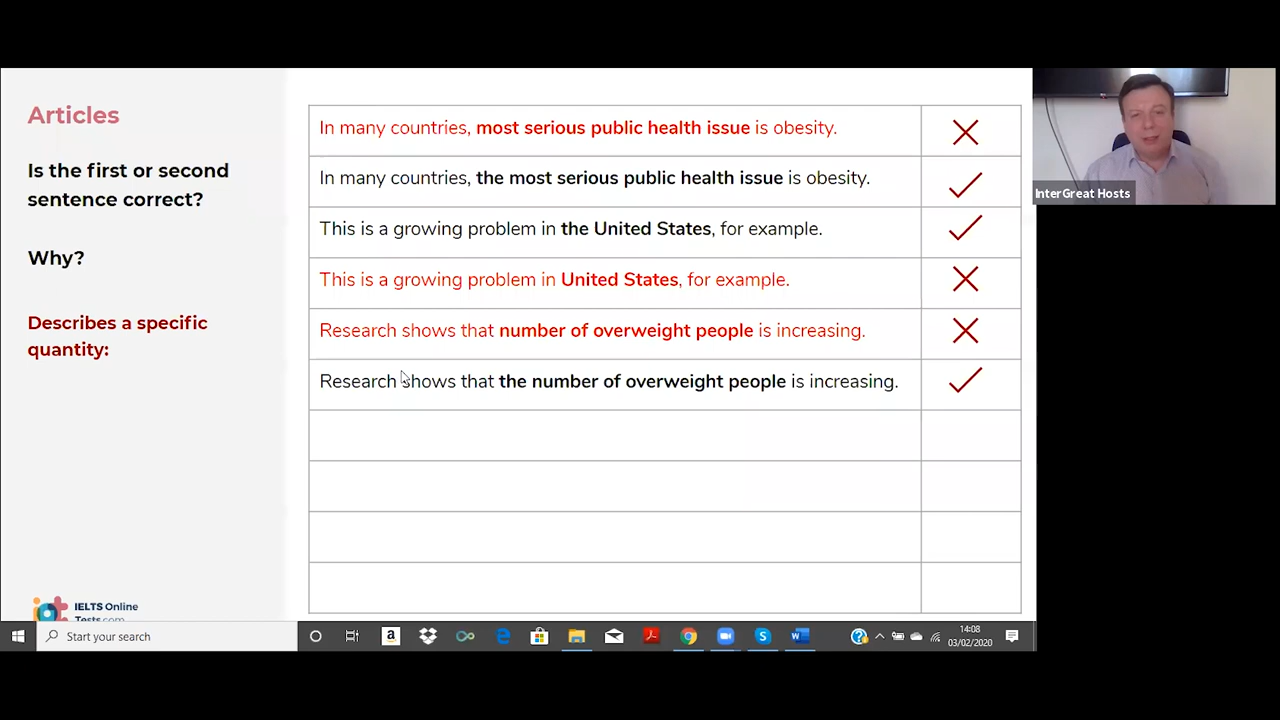 Articles
Is the first or second
sentence correct?
Why?
Describes a specific
quantity:
In many countries, most serious public health issue is obesity.
In many countries, the most serious public health issue is obesity.
This is a growing problem in the United States, for example.
This is a growing problem in United States, for example.
Research shows that number of overweight people is increasing.
Research shows that the number of overweight people is increasing.
InterGreat Hosts
IELTS Online
Tests.com
Start your search
14:08
03/02/2020